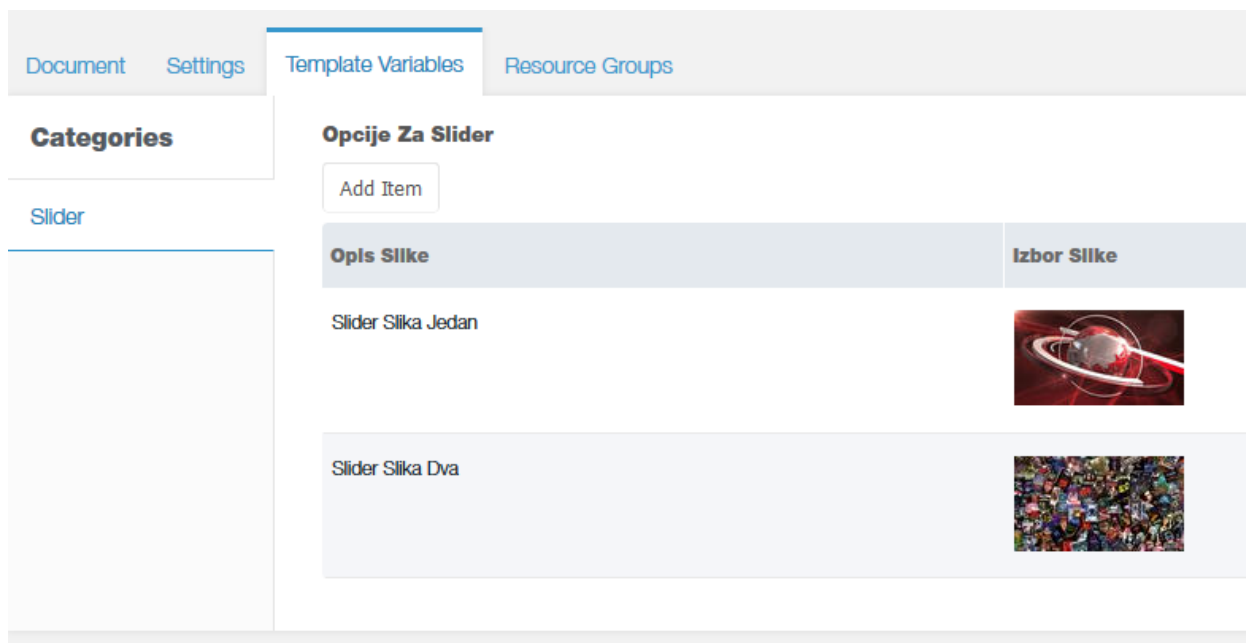 Document Settings Template Variables Resource Groups
Categories
Slider
Opcije Za Slider
Add Item
Opis Slike Izbor Slike
Slider Slika Jedan
Slider Slika Dva